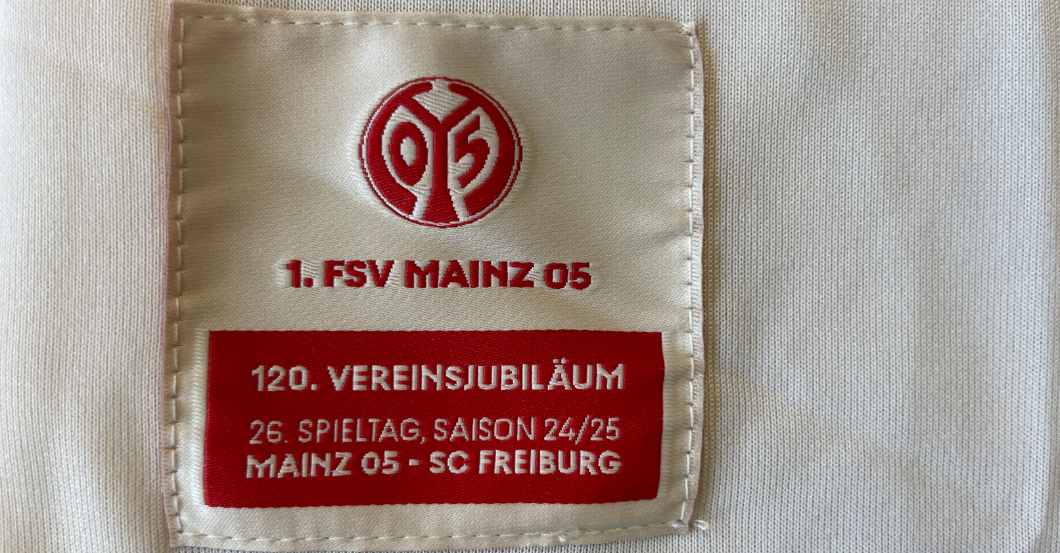 05
1. FSV MAINZ 05
120. VEREINSJUBILÄUM
26. SPIELTAG, SAISON 24/25
MAINZ 05 - SC FREIBURG